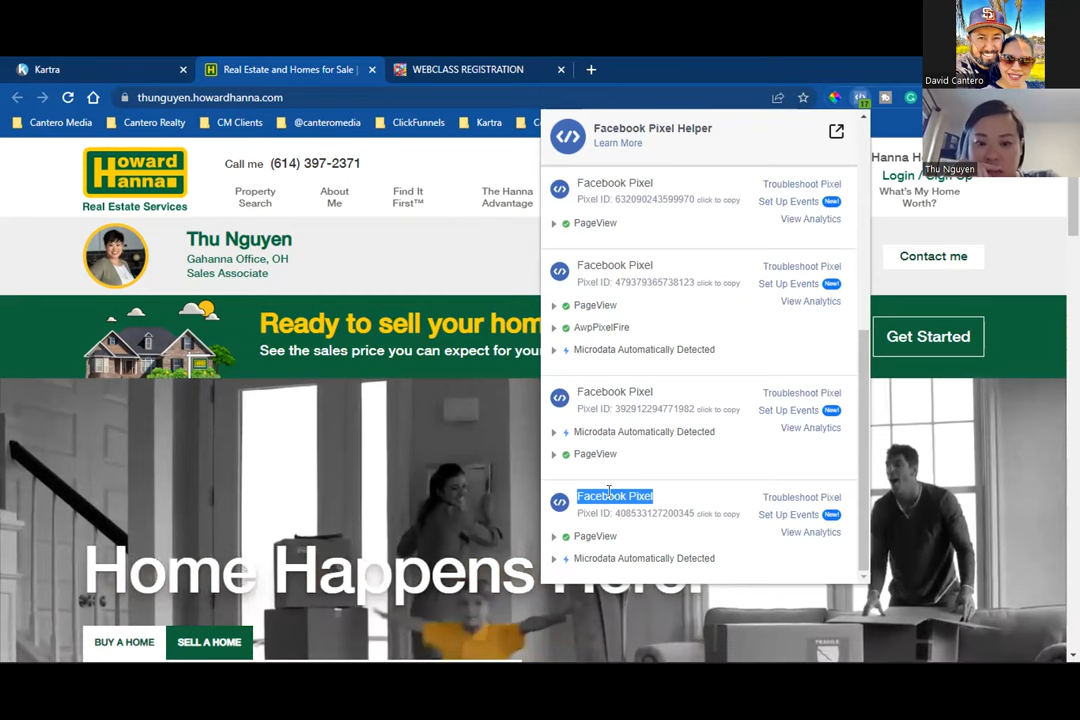 David Cantero
Thu Nguyen
Kartra
Real Estate and Homes for Sale |
WEBCLASS REGISTRATION
thunguyen.howardhanna.com
17
Cantero Media
Cantero Realty
CM Clients
@canteromedia
ClickFunnels
Kartra
Howard
Hanna
Real Estate Services
Call me (614) 397-2371
Property
Search
About
Me
Find It
First™
The Hanna
Advantage
Login / Sign Up
What's My Home
Worth?
Thu Nguyen
Gahanna Office, OH
Sales Associate
Contact me
Ready to sell your hom
See the sales price you can expect for you
Get Started
Facebook Pixel Helper
Learn More
Facebook Pixel
Troubleshoot Pixel
Pixel ID: 632090243599970 click to copy
Set Up Events New!
View Analytics
PageView
Facebook Pixel
Troubleshoot Pixel
Pixel ID: 479379365738123 click to copy
Set Up Events New!
View Analytics
PageView
AwpPixelFire
Microdata Automatically Detected
Facebook Pixel
Troubleshoot Pixel
Pixel ID: 392912294771982 click to copy
Set Up Events New!
View Analytics
Microdata Automatically Detected
PageView
Facebook Pixel
Troubleshoot Pixel
Pixel ID: 408533127200345 click to copy
Set Up Events New!
View Analytics
PageView
Microdata Automatically Detected
Home Happens Here.
BUY A HOME
SELL A HOME